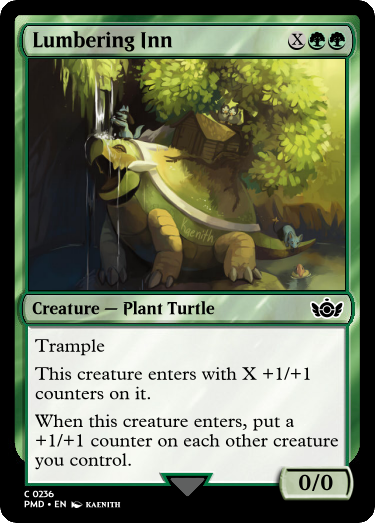 Lumbering Inn XGG
Kaenith
Creature — Plant Turtle
Trample
This creature enters with X +1/+1
counters on it.
When this creature enters, put a
+1/+1 counter on each other creature
you control.
0/0
C 0236
PMD • EN KAENITH